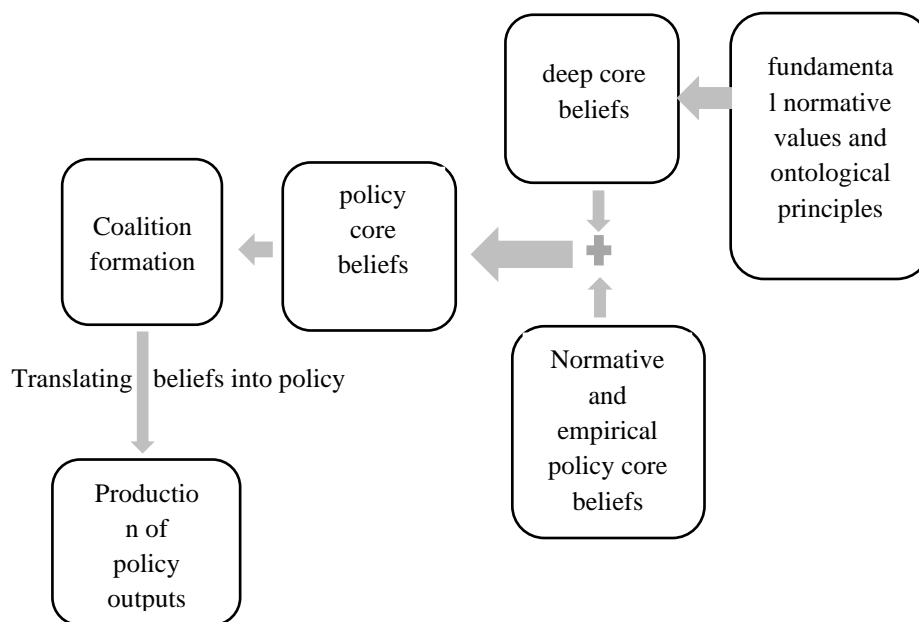 deep core
beliefs
fundamenta
l normative
values and
ontological
principles
policy
core
beliefs
Coalition
formation
Normative
and
empirical
policy core
beliefs
Translating beliefs into policy
Productio
n of
policy
outputs